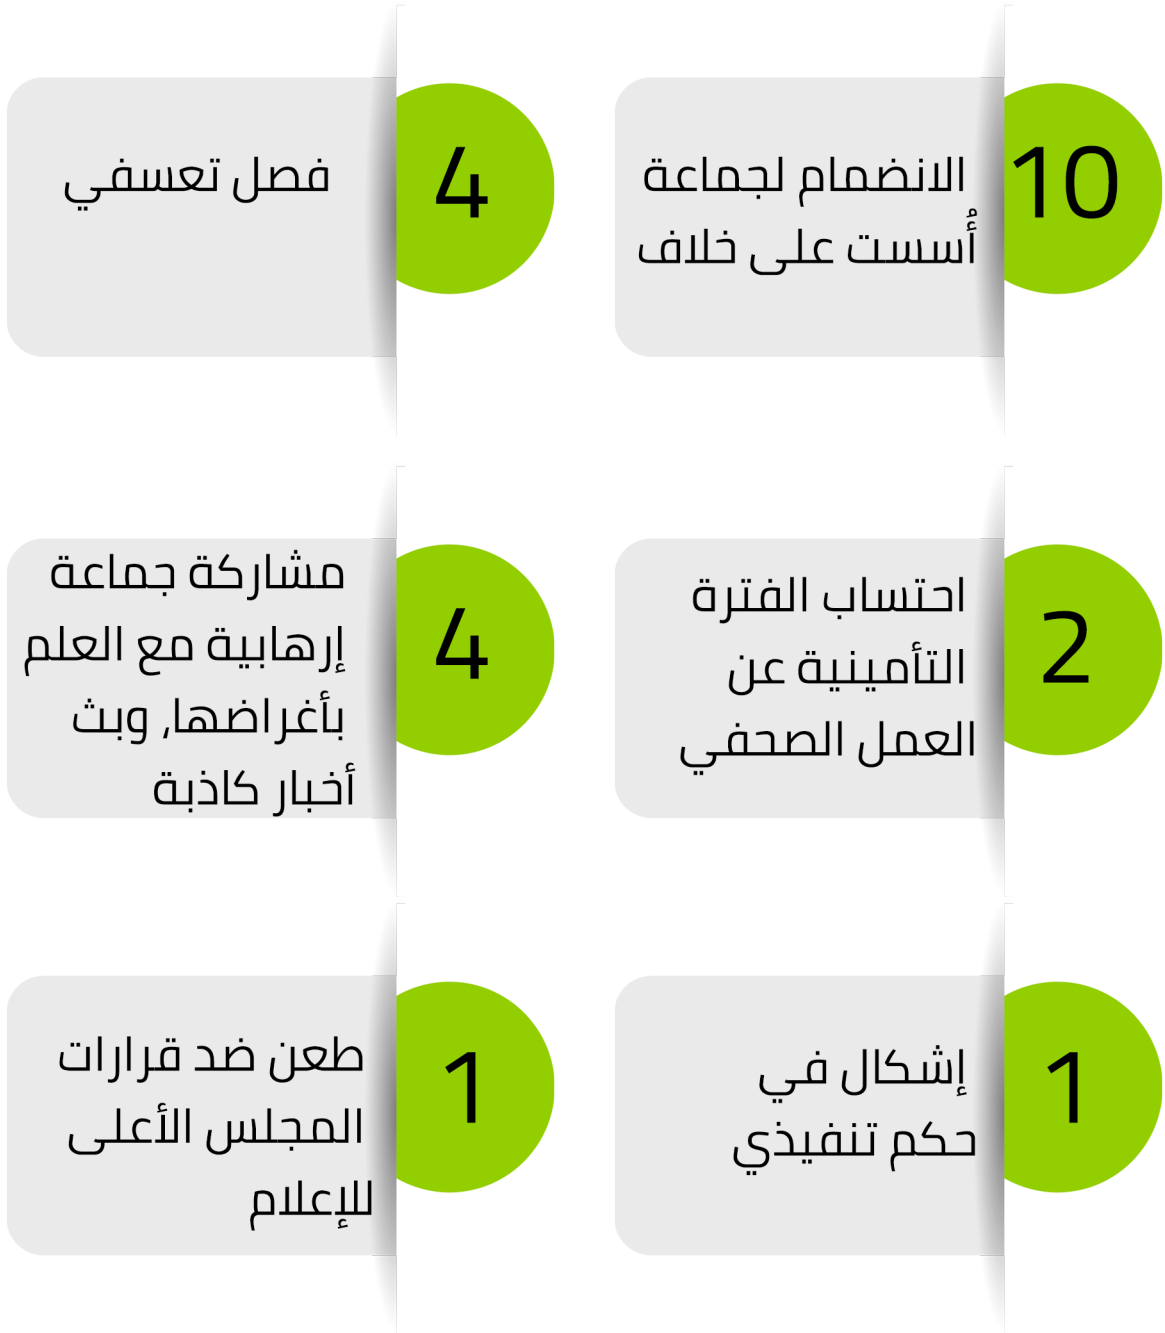 10
الانضمام لجماعة
أُسست على خلاف
4
فصل تعسفي
2
احتساب الفترة
التأمينية عن
العمل الصحفي
4
مشاركة جماعة
إرهابية مع العلم
بأغراضها، وبث
أخبار كاذبة
1
إشكال في
حكم تنفيذي
1
طعن ضد قرارات
المجلس الأعلى
للإعلام